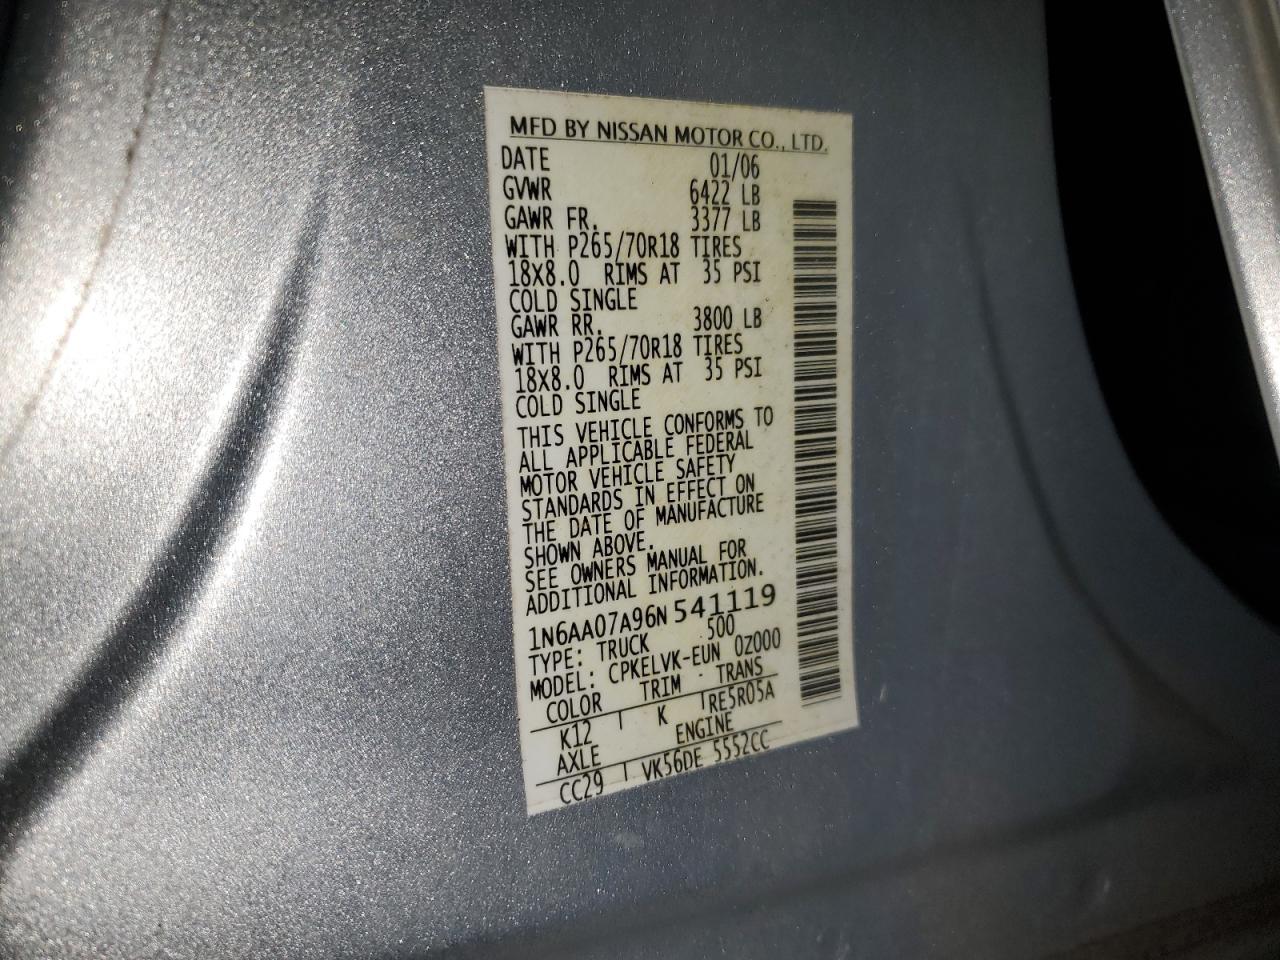 MFD BY NISSAN MOTOR CO., LTD.
DATE 01/06
GVWR 6422 LB
GAWR FR. 3377 LB
WITH P265/70R18 TIRES
18X8.0 RIMS AT 35 PSI
COLD SINGLE
GAWR RR. 3800 LB
WITH P265/70R18 TIRES
18X8.0 RIMS AT 35 PSI
COLD SINGLE
THIS VEHICLE CONFORMS TO
ALL APPLICABLE FEDERAL
MOTOR VEHICLE SAFETY
STANDARDS IN EFFECT ON
THE DATE OF MANUFACTURE
SHOWN ABOVE.
SEE OWNERS MANUAL FOR
ADDITIONAL INFORMATION.
1N6AA07A96N541119
TYPE: TRUCK 500
MODEL: CPKELVK-EUN 0Z000
COLOR TRIM TRANS
K12 K RE5R05A
AXLE ENGINE
CC29 VK56DE 5552CC